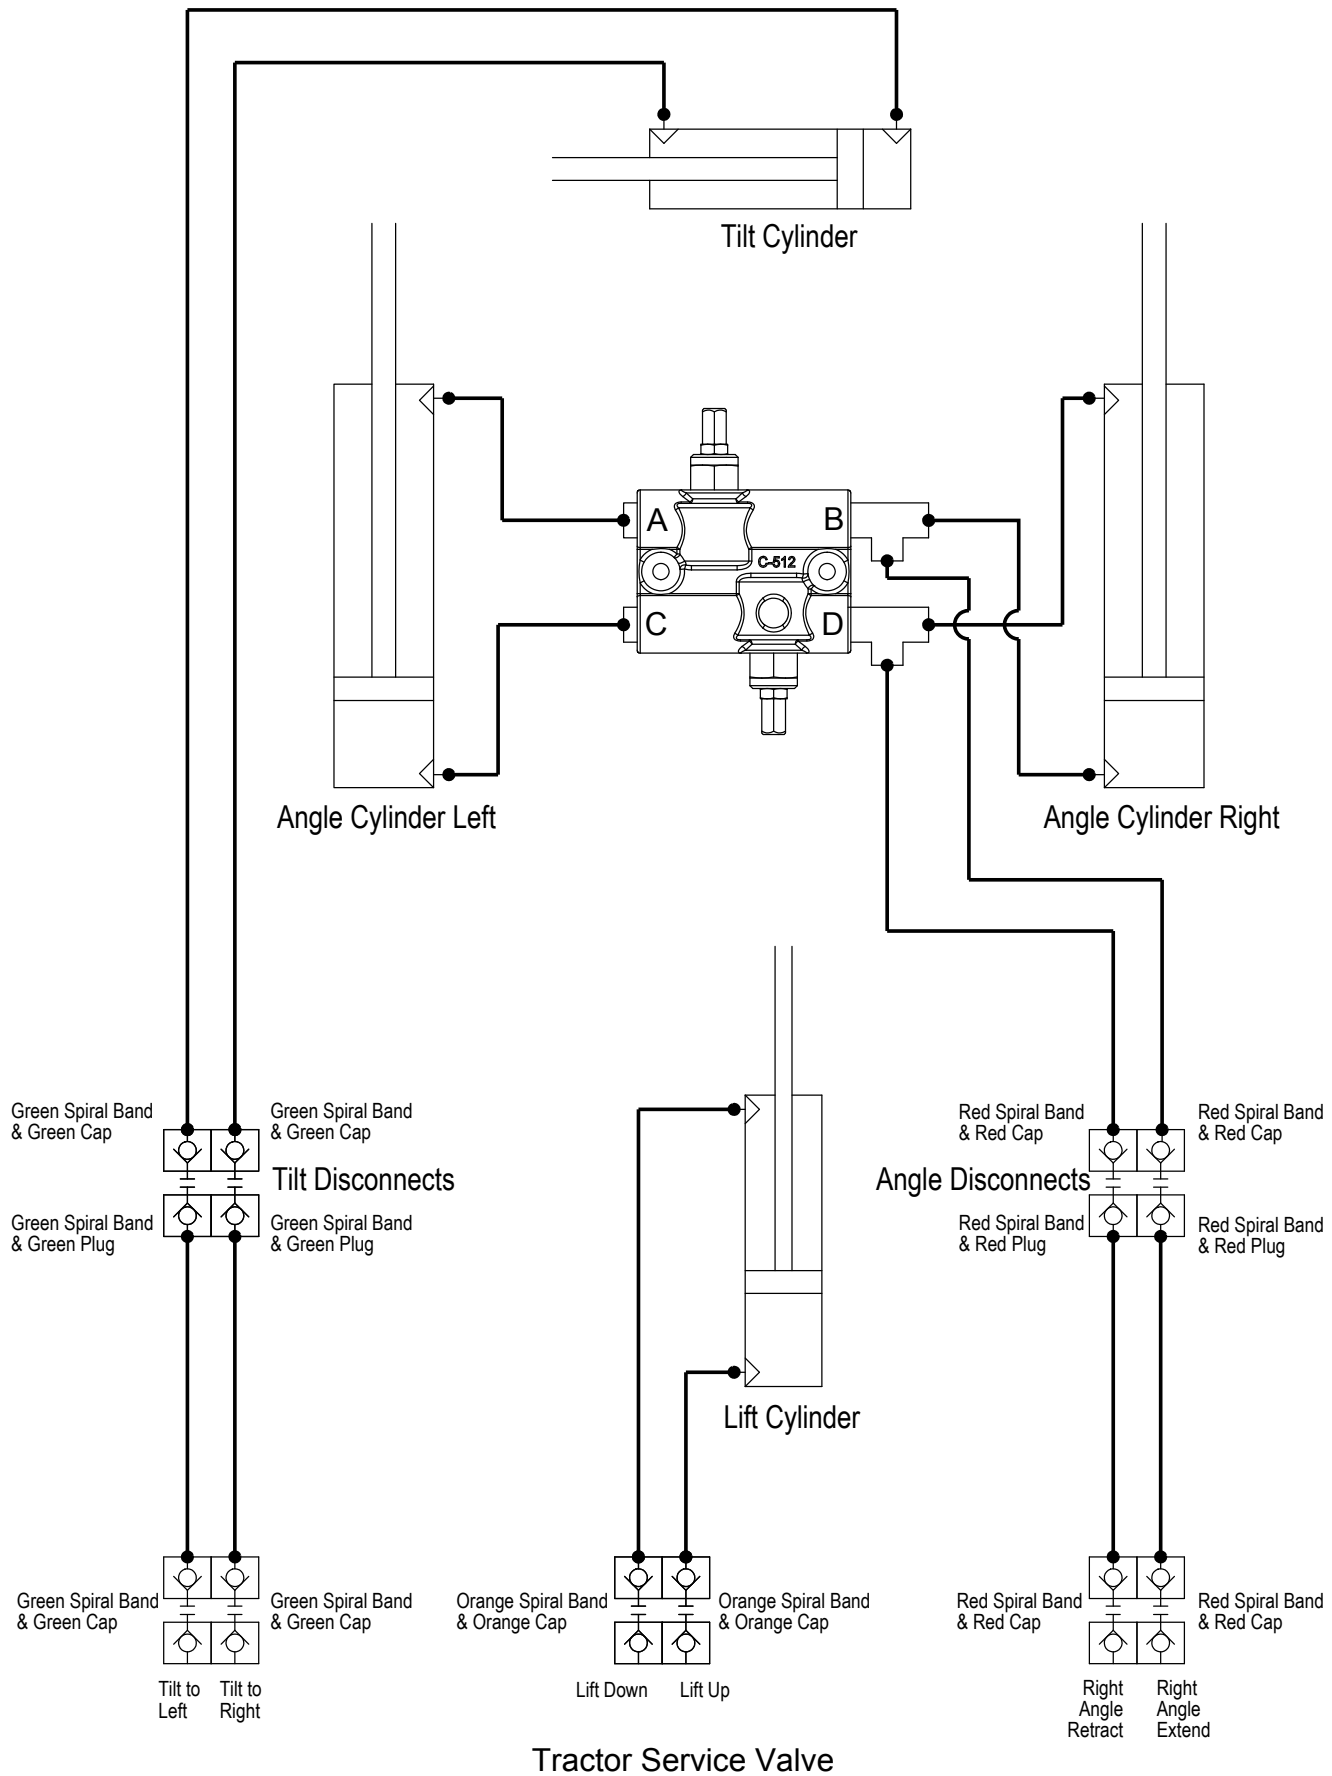 Tilt Cylinder
A
B
C-512
C
D
Angle Cylinder Left
Angle Cylinder Right
Green Spiral Band
& Green Cap
Green Spiral Band
& Green Cap
Tilt Disconnects
Green Spiral Band
& Green Plug
Green Spiral Band
& Green Plug
Red Spiral Band
& Red Cap
Red Spiral Band
& Red Cap
Angle Disconnects
Red Spiral Band
& Red Plug
Red Spiral Band
& Red Plug
Lift Cylinder
Green Spiral Band
& Green Cap
Green Spiral Band
& Green Cap
Orange Spiral Band
& Orange Cap
Orange Spiral Band
& Orange Cap
Red Spiral Band
& Red Cap
Red Spiral Band
& Red Cap
Tilt to
Left
Tilt to
Right
Lift Down
Lift Up
Right
Angle
Retract
Right
Angle
Extend
Tractor Service Valve